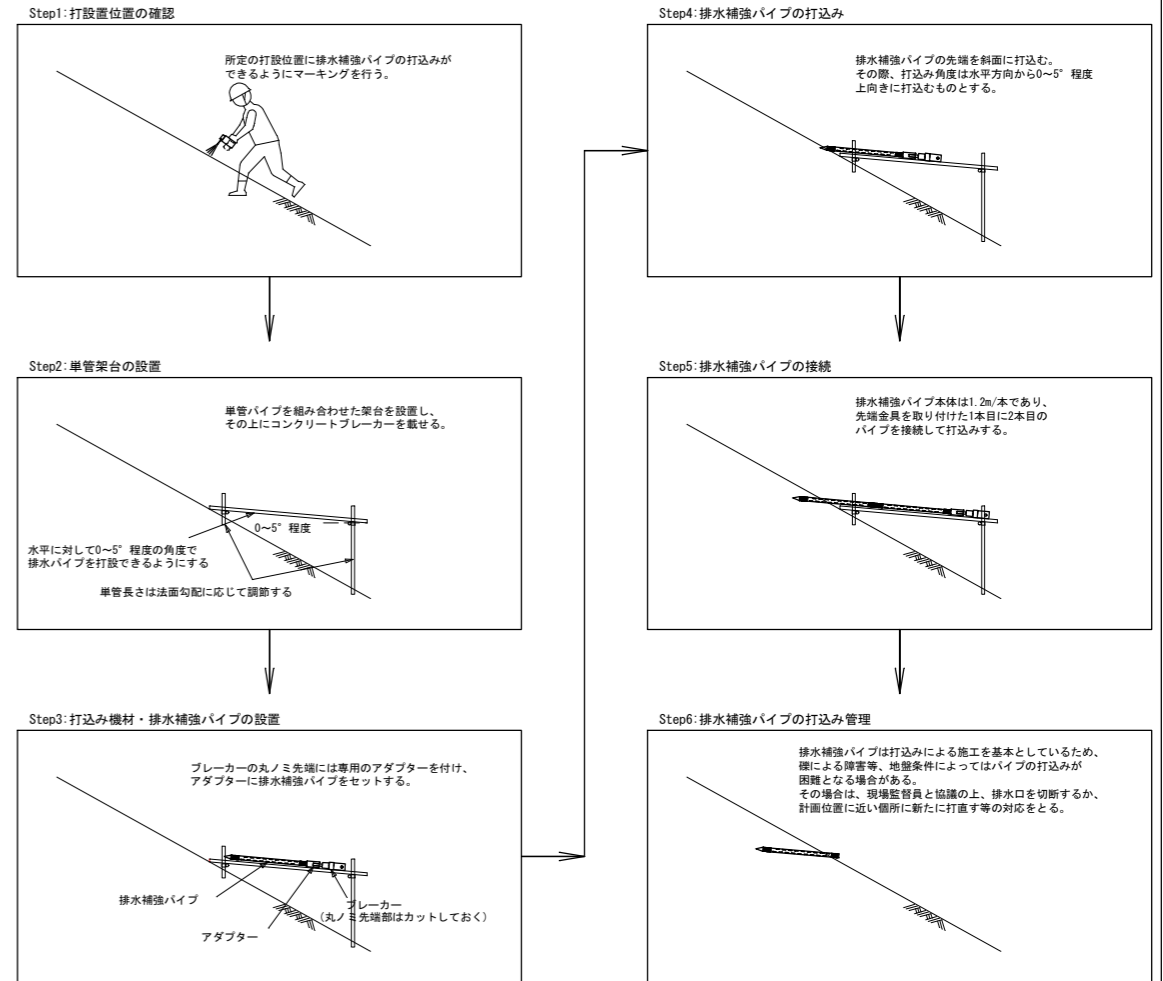 Step1:打設置位置の確認
所定の打設位置に排水補強パイプの打込みが
できるようにマーキングを行う。
Step2:単管架台の設置
単管パイプを組み合わせた架台を設置し、
その上にコンクリートブレーカーを載せる。
0~5°程度
水平に対して0~5°程度の角度で
排水パイプを打設できるようにする
単管長さは法面勾配に応じて調節する
Step3:打込み機材・排水補強パイプの設置
ブレーカーの丸ノミ先端には専用のアダプターを付け、
アダプターに排水補強パイプをセットする。
排水補強パイプ
ブレーカー
(丸ノミ先端部はカットしておく)
アダプター
Step4:排水補強パイプの打込み
排水補強パイプの先端を斜面に打込む。
その際、打込み角度は水平方向から0~5°程度
上向きに打込むものとする。
Step5:排水補強パイプの接続
排水補強パイプ本体は1.2m/本であり、
先端金具を取り付けた1本目に2本目の
パイプを接続して打込みする。
Step6:排水補強パイプの打込み管理
排水補強パイプは打込みによる施工を基本としているため、
礫による障害等、地盤条件によってはパイプの打込みが
困難となる場合がある。
その場合は、現場監督員と協議の上、排水口を切断するか、
計画位置に近い個所に新たに打直す等の対応をとる。